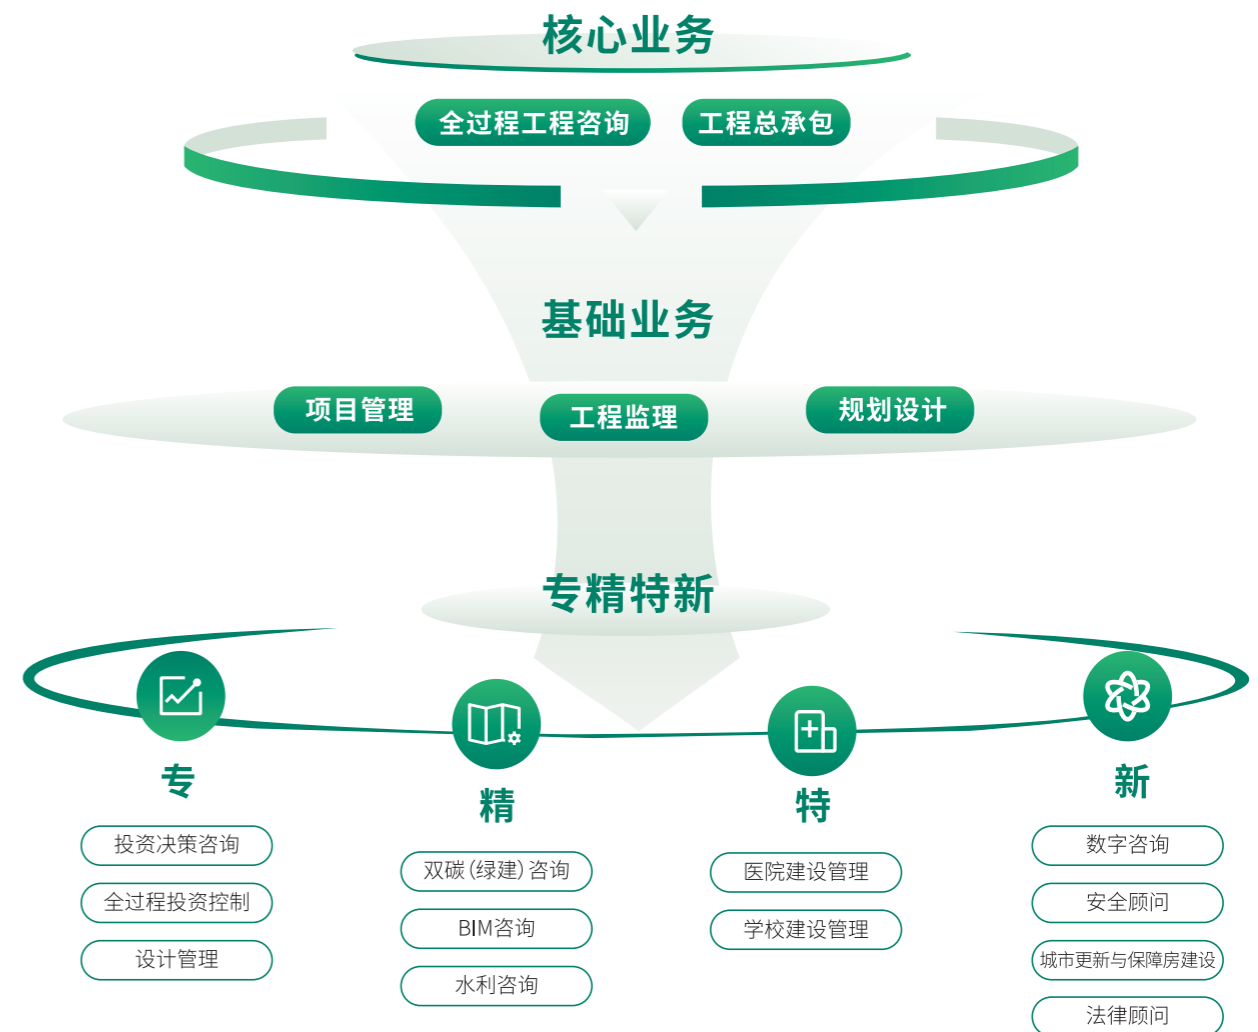 核心业务
全过程工程咨询
工程总承包
基础业务
项目管理
工程监理
规划设计
专精特新
专
投资决策咨询
全过程投资控制
设计管理
精
双碳(绿建)咨询
BIM咨询
水利咨询
特
医院建设管理
学校建设管理
新
数字咨询
安全顾问
城市更新与保障房建设
法律顾问